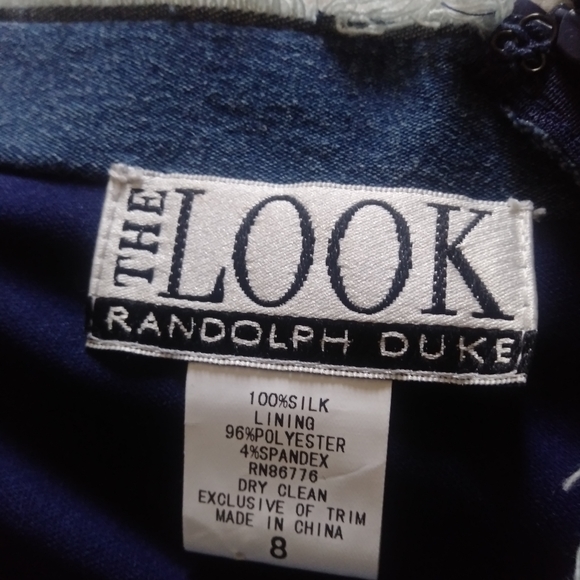 THE LOOK
RANDOLPH DUKE
100%SILK
LINING
96%POLYESTER
4%SPANDEX
RN86776
DRY CLEAN
EXCLUSIVE OF TRIM
MADE IN CHINA
8